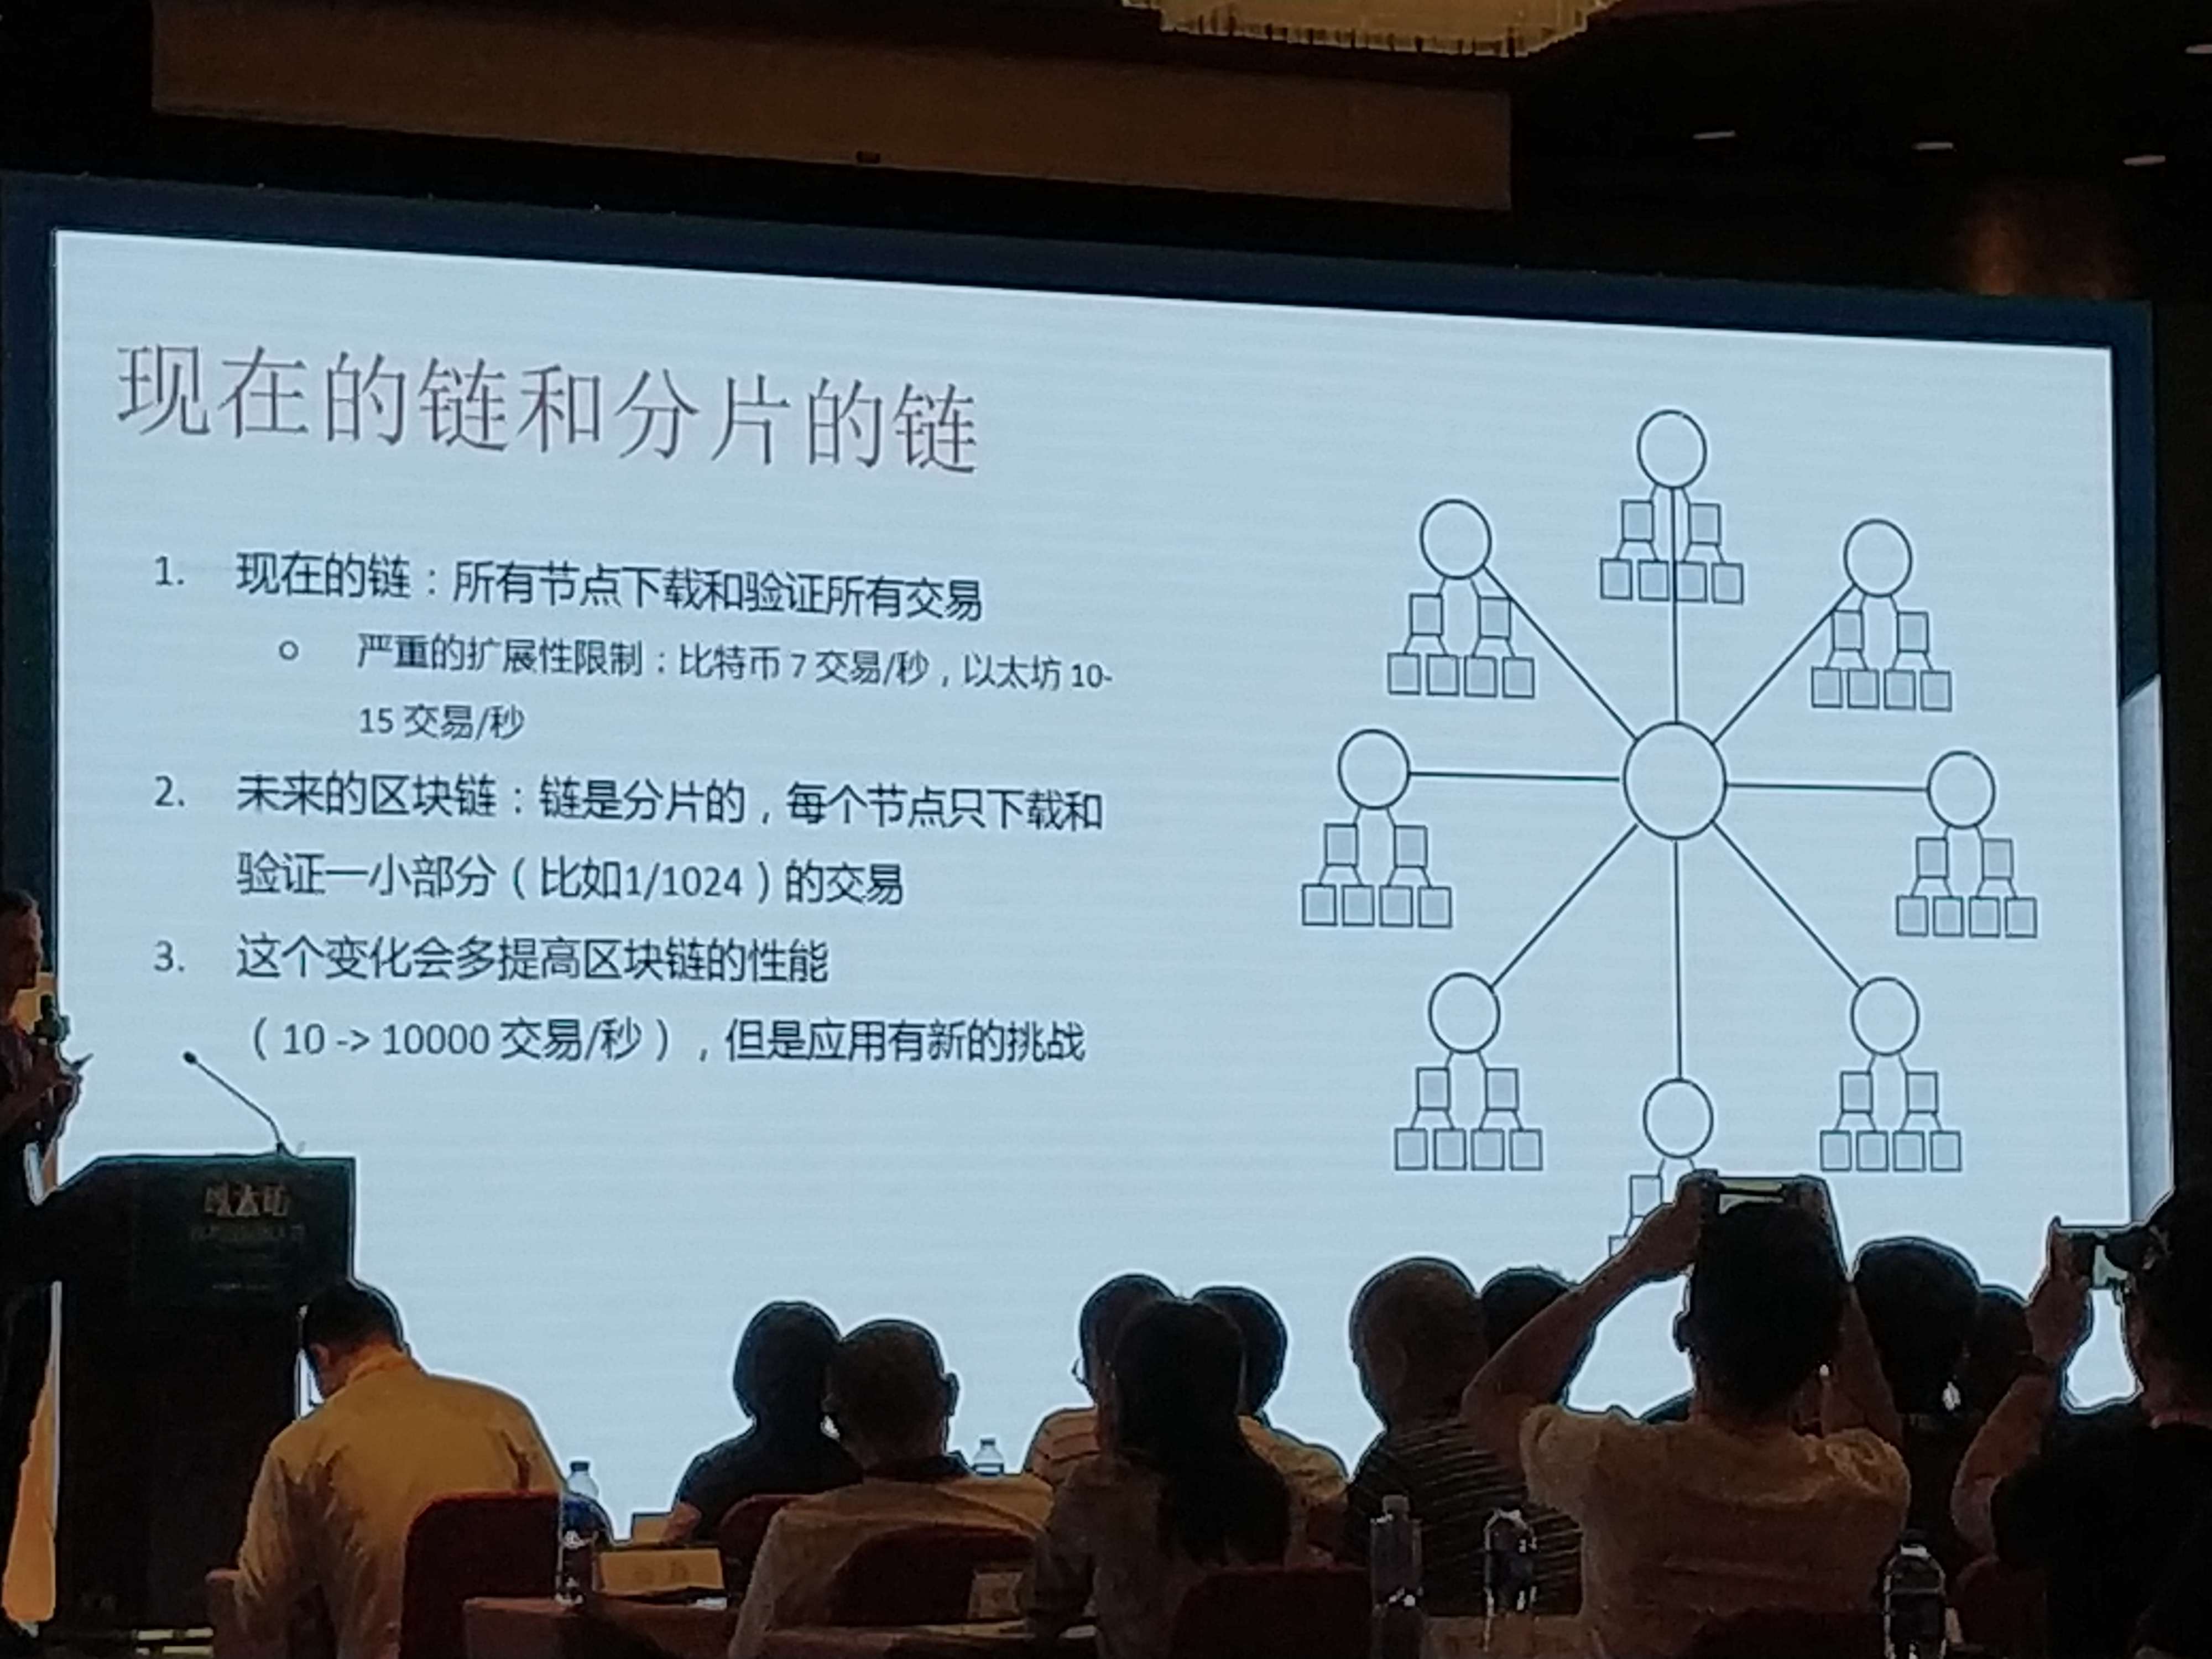 现在的链和分片的链
1. 现在的链：所有节点下载和验证所有交易
○ 严重的扩展性限制：比特币 7 交易/秒，以太坊 10-
15 交易/秒
2. 未来的区块链：链是分片的，每个节点只下载和
验证一小部分（比如1/1024）的交易
3. 这个变化会多提高区块链的性能
（ 10 -> 10000 交易/秒），但是应用有新的挑战
以太坊